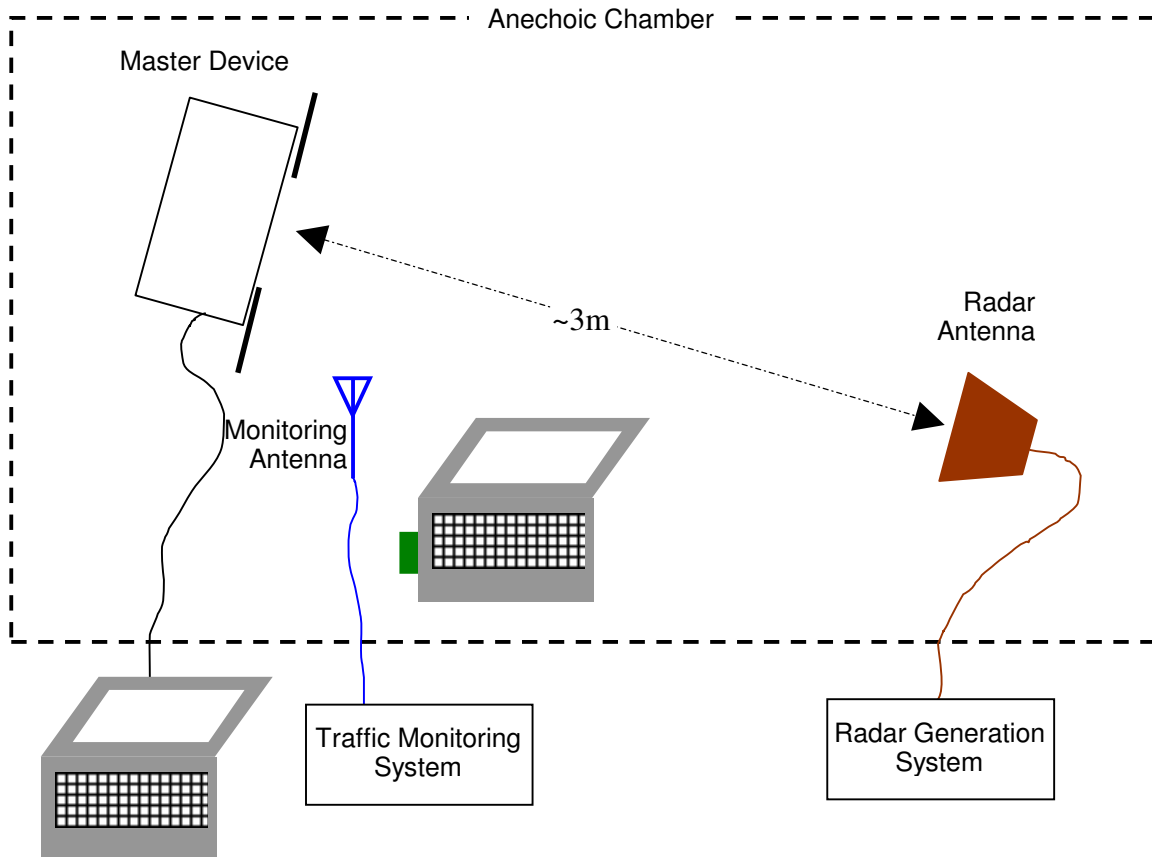 Anechoic Chamber
Master Device
~3m
Radar
Antenna
Monitoring
Antenna
Traffic Monitoring
System
Radar Generation
System